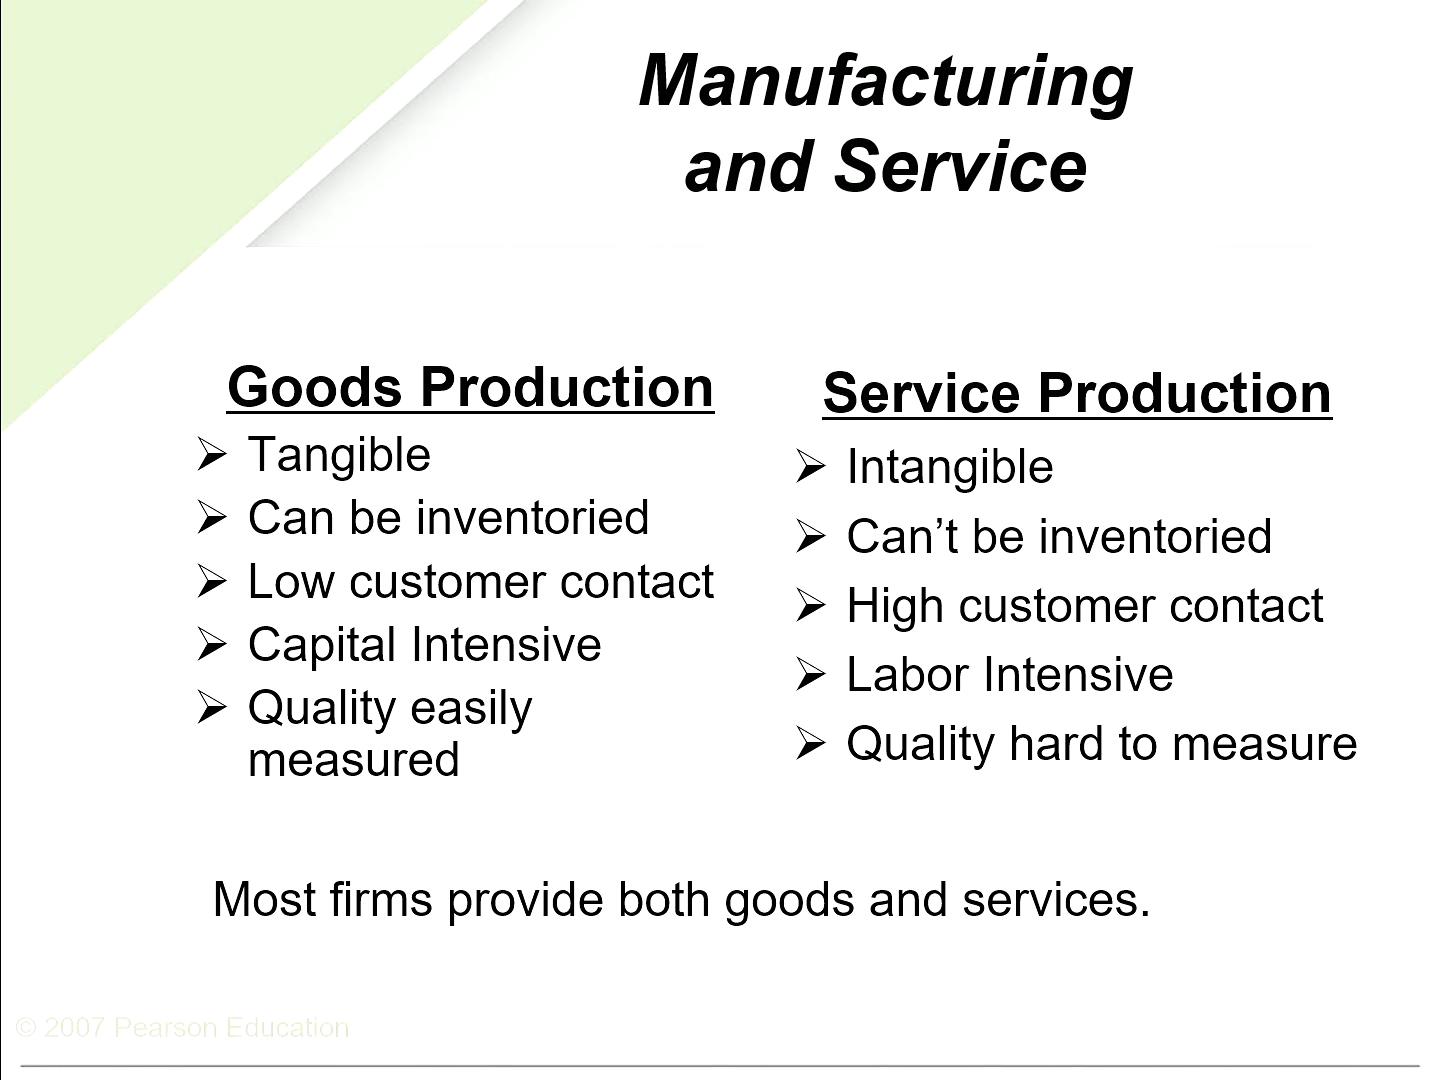 Manufacturing
and Service
Goods Production
➢ Tangible
➢ Can be inventoried
➢ Low customer contact
➢ Capital Intensive
➢ Quality easily
measured
Service Production
➢ Intangible
➢ Can’t be inventoried
➢ High customer contact
➢ Labor Intensive
➢ Quality hard to measure
Most firms provide both goods and services.
© 2007 Pearson Education